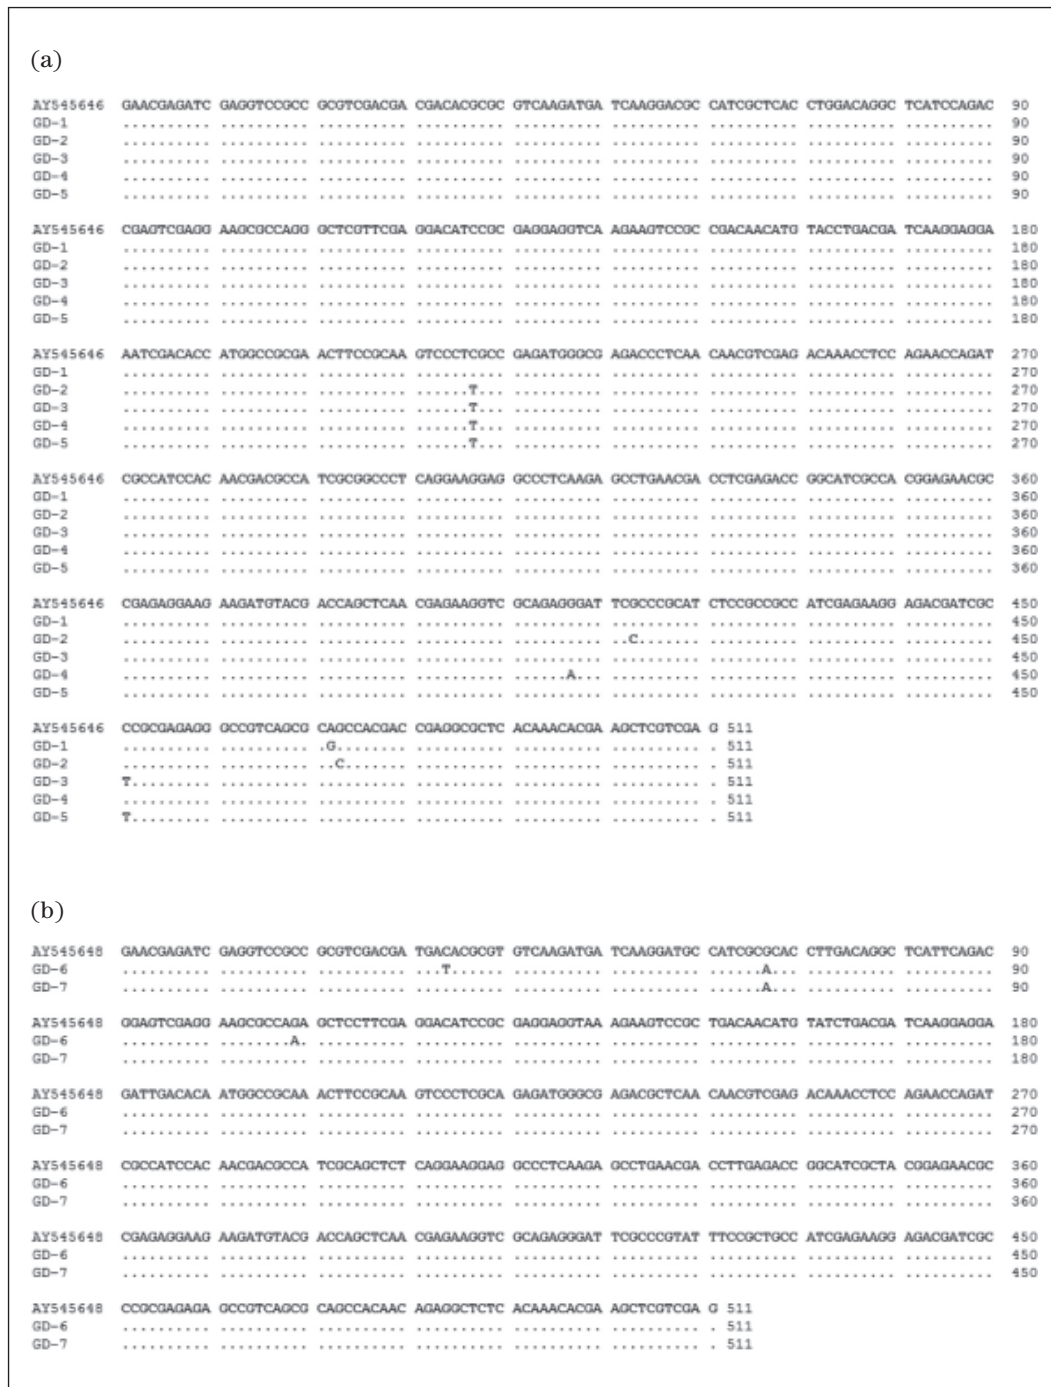 (a)
AY545646 GAACGAGATC GAGGTCCGCC GCGTCGACGA CGACACGCGC GTCAAGATGA TCAAGGACGC CATCGCTCAC CTGGACAGGC TCATCCAGAC 90
GD-1 .......... .......... .......... .......... .......... .......... .......... .......... .......... 90
GD-2 .......... .......... .......... .......... .......... .......... .......... .......... .......... 90
GD-3 .......... .......... .......... .......... .......... .......... .......... .......... .......... 90
GD-4 .......... .......... .......... .......... .......... .......... .......... .......... .......... 90
GD-5 .......... .......... .......... .......... .......... .......... .......... .......... .......... 90
AY545646 CGAGTCGAGG AAGCGCCAGG GCTCGTTCGA GGACATCCGC GAGGAGGTCA AGAAGTCCGC CGACAACATG TACCTGACGA TCAAGGAGGA 180
GD-1 .......... .......... .......... .......... .......... .......... .......... .......... .......... 180
GD-2 .......... .......... .......... .......... .......... .......... .......... .......... .......... 180
GD-3 .......... .......... .......... .......... .......... .......... .......... .......... .......... 180
GD-4 .......... .......... .......... .......... .......... .......... .......... .......... .......... 180
GD-5 .......... .......... .......... .......... .......... .......... .......... .......... .......... 180
AY545646 AATCGACACC ATGGCCGCGA ACTTCCGCAA GTCCCTCGCC GAGATGGGCG AGACCCTCAA CAACGTCGAG ACAAACCTCC AGAACCAGAT 270
GD-1 .......... .......... .......... .......... .......... .......... .......... .......... .......... 270
GD-2 .......... .......... .......... ......T... .......... .......... .......... .......... .......... 270
GD-3 .......... .......... .......... ......T... .......... .......... .......... .......... .......... 270
GD-4 .......... .......... .......... ......T... .......... .......... .......... .......... .......... 270
GD-5 .......... .......... .......... ......T... .......... .......... .......... .......... .......... 270
AY545646 CGCCATCCAC AACGACGCCA TCGCGGCCCT CAGGAAGGAG GCCCTCAAGA GCCTGAACGA CCTCGAGACC GGCATCGCCA CGGAGAACGC 360
GD-1 .......... .......... .......... .......... .......... .......... .......... .......... .......... 360
GD-2 .......... .......... .......... .......... .......... .......... .......... .......... .......... 360
GD-3 .......... .......... .......... .......... .......... .......... .......... .......... .......... 360
GD-4 .......... .......... .......... .......... .......... .......... .......... .......... .......... 360
GD-5 .......... .......... .......... .......... .......... .......... .......... .......... .......... 360
AY545646 CGAGAGGAAG AAGATGTACG ACCAGCTCAA CGAGAAGGTC GCAGAGGGAT TCGCCCGCAT CTCCGCCGCC ATCGAGAAGG AGACGATCGC 450
GD-1 .......... .......... .......... .......... .......... .......... .......... .......... .......... 450
GD-2 .......... .......... .......... .......... .......... ..C....... .......... .......... .......... 450
GD-3 .......... .......... .......... .......... .......... .......... .......... .......... .......... 450
GD-4 .......... .......... .......... .......... ......A... .......... .......... .......... .......... 450
GD-5 .......... .......... .......... .......... .......... .......... .......... .......... .......... 450
AY545646 CCGCGAGAGG GCCGTCAGCG CAGCCACGAC CGAGGCGCTC ACAAACACGA AGCTCGTCGA G 511
GD-1 .......... .......... .G........ .......... .......... .......... . 511
GD-2 .......... .......... ..C....... .......... .......... .......... . 511
GD-3 T......... .......... .......... .......... .......... .......... . 511
GD-4 .......... .......... .......... .......... .......... .......... . 511
GD-5 T......... .......... .......... .......... .......... .......... . 511
(b)
AY545648 GAACGAGATC GAGGTCCGCC GCGTCGACGA TGACACGCGT GTCAAGATGA TCAAGGATGC CATCGCGCAC CTTGACAGGC TCATTCAGAC 90
GD-6 .......... .......... .......... ...T...... .......... .......... ......A... .......... .......... 90
GD-7 .......... .......... .......... .......... .......... .......... ......A... .......... .......... 90
AY545648 GGAGTCGAGG AAGCGCCAGA GCTCCTTCGA GGACATCCGC GAGGAGGTAA AGAAGTCCGC TGACAACATG TATCTGACGA TCAAGGAGGA 180
GD-6 .......... ........A. .......... .......... .......... .......... .......... .......... .......... 180
GD-7 .......... .......... .......... .......... .......... .......... .......... .......... .......... 180
AY545648 GATTGACACA ATGGCCGCAA ACTTCCGCAA GTCCCTCGCA GAGATGGGCG AGACGCTCAA CAACGTCGAG ACAAACCTCC AGAACCAGAT 270
GD-6 .......... .......... .......... .......... .......... .......... .......... .......... .......... 270
GD-7 .......... .......... .......... .......... .......... .......... .......... .......... .......... 270
AY545648 CGCCATCCAC AACGACGCCA TCGCAGCTCT CAGGAAGGAG GCCCTCAAGA GCCTGAACGA CCTTGAGACC GGCATCGCTA CGGAGAACGC 360
GD-6 .......... .......... .......... .......... .......... .......... .......... .......... .......... 360
GD-7 .......... .......... .......... .......... .......... .......... .......... .......... .......... 360
AY545648 CGAGAGGAAG AAGATGTACG ACCAGCTCAA CGAGAAGGTC GCAGAGGGAT TCGCCCGTAT TTCCGCTGCC ATCGAGAAGG AGACGATCGC 450
GD-6 .......... .......... .......... .......... .......... .......... .......... .......... .......... 450
GD-7 .......... .......... .......... .......... .......... .......... .......... .......... .......... 450
AY545648 CCGCGAGAGA GCCGTCAGCG CAGCCACAAC AGAGGCTCTC ACAAACACGA AGCTCGTCGA G 511
GD-6 .......... .......... .......... .......... .......... .......... . 511
GD-7 .......... .......... .......... .......... .......... .......... . 511